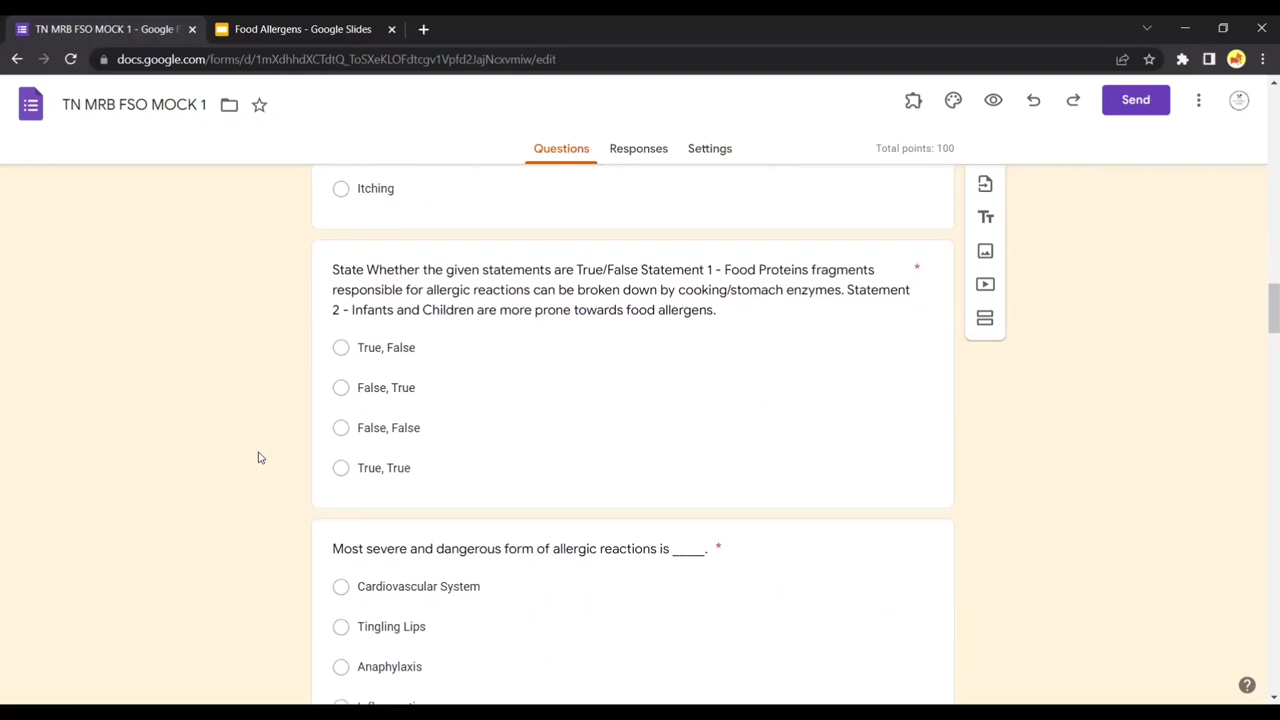 TN MRB FSO MOCK 1 - Google F
Food Allergens - Google Slides
docs.google.com/forms/d/1mXdhhdXCTdtQ_ToSXeKLOFdtcgv1Vpfd2JajNcxvmiw/edit
TN MRB FSO MOCK 1
Send
Questions
Responses
Settings
Total points: 100
Itching
State Whether the given statements are True/False Statement 1 - Food Proteins fragments *
responsible for allergic reactions can be broken down by cooking/stomach enzymes. Statement
2 - Infants and Children are more prone towards food allergens.
True, False
False, True
False, False
True, True
Most severe and dangerous form of allergic reactions is _____. *
Cardiovascular System
Tingling Lips
Anaphylaxis